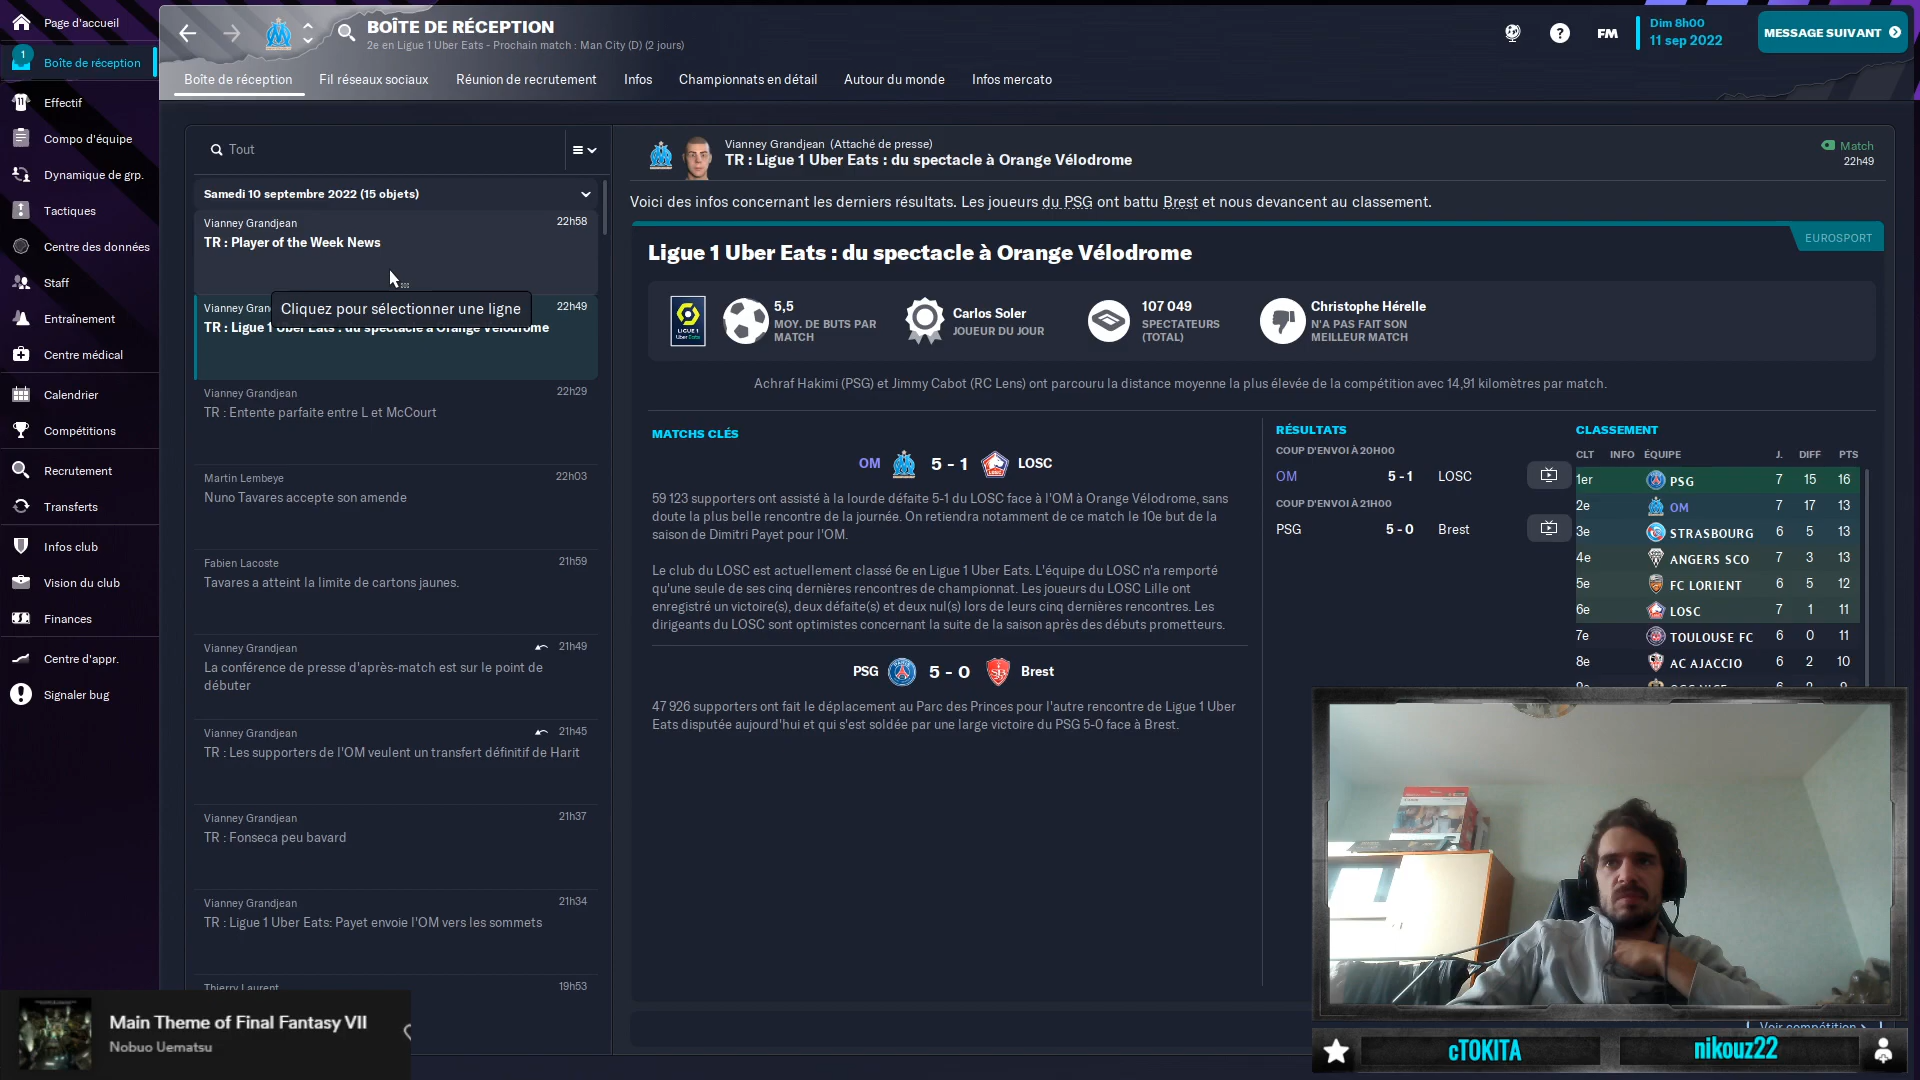 Page d'accueil
1
Boîte de réception
Effectif
Compo d'équipe
Dynamique de grp.
Tactiques
Centre des données
Staff
Entraînement
Centre médical
Calendrier
Compétitions
Recrutement
Transferts
Infos club
Vision du club
Finances
Centre d'appr.
Signaler bug
BOÎTE DE RÉCEPTION
2e en Ligue 1 Uber Eats - Prochain match : Man City (D) (2 jours)
FM
Dim 8h00
11 sep 2022
MESSAGE SUIVANT
Boîte de réception
Fil réseaux sociaux
Réunion de recrutement
Infos
Championnats en détail
Autour du monde
Infos mercato
Tout
Samedi 10 septembre 2022 (15 objets)
Vianney Grandjean 22h58
TR : Player of the Week News
Vianney Gran 22h49
Cliquez pour sélectionner une ligne
TR : Ligue 1 Uber Eats : du spectacle à Orange Vélodrome
Vianney Grandjean 22h29
TR : Entente parfaite entre L et McCourt
Martin Lembeye 22h03
Nuno Tavares accepte son amende
Fabien Lacoste 21h59
Tavares a atteint la limite de cartons jaunes.
Vianney Grandjean 21h49
La conférence de presse d'après-match est sur le point de
débuter
Vianney Grandjean 21h45
TR : Les supporters de l'OM veulent un transfert définitif de Harit
Vianney Grandjean 21h37
TR : Fonseca peu bavard
Vianney Grandjean 21h34
TR : Ligue 1 Uber Eats: Payet envoie l'OM vers les sommets
Thierry Laurent 19h53
Vianney Grandjean (Attaché de presse)
TR : Ligue 1 Uber Eats : du spectacle à Orange Vélodrome
Match
22h49
Voici des infos concernant les derniers résultats. Les joueurs du PSG ont battu Brest et nous devancent au classement.
EUROSPORT
Ligue 1 Uber Eats : du spectacle à Orange Vélodrome
LIGUE 1
Uber Eats
5,5
MOY. DE BUTS PAR
MATCH
Carlos Soler
JOUEUR DU JOUR
107 049
SPECTATEURS
(TOTAL)
Christophe Hérelle
N'A PAS FAIT SON
MEILLEUR MATCH
Achraf Hakimi (PSG) et Jimmy Cabot (RC Lens) ont parcouru la distance moyenne la plus élevée de la compétition avec 14,91 kilomètres par match.
MATCHS CLÉS
OM 5 - 1 LOSC
59 123 supporters ont assisté à la lourde défaite 5-1 du LOSC face à l'OM à Orange Vélodrome, sans
doute la plus belle rencontre de la journée. On retiendra notamment de ce match le 10e but de la
saison de Dimitri Payet pour l'OM.
Le club du LOSC est actuellement classé 6e en Ligue 1 Uber Eats. L'équipe du LOSC n'a remporté
qu'une seule de ses cinq dernières rencontres de championnat. Les joueurs du LOSC Lille ont
enregistré un victoire(s), deux défaite(s) et deux nul(s) lors de leurs cinq dernières rencontres. Les
dirigeants du LOSC sont optimistes concernant la suite de la saison après des débuts prometteurs.
PSG 5 - 0 Brest
47 926 supporters ont fait le déplacement au Parc des Princes pour l'autre rencontre de Ligue 1 Uber
Eats disputée aujourd'hui et qui s'est soldée par une large victoire du PSG 5-0 face à Brest.
RÉSULTATS
COUP D'ENVOI À 20H00
OM 5 - 1 LOSC
COUP D'ENVOI À 21H00
PSG 5 - 0 Brest
CLASSEMENT
CLT INFO ÉQUIPE J. DIFF PTS
1er PSG 7 15 16
2e OM 7 17 13
3e STRASBOURG 6 5 13
4e ANGERS SCO 7 3 13
5e FC LORIENT 6 5 12
6e LOSC 7 1 11
7e TOULOUSE FC 6 0 11
8e AC AJACCIO 6 2 10
Voir compétition >
Main Theme of Final Fantasy VII
Nobuo Uematsu
cTOKITA
nikouz22